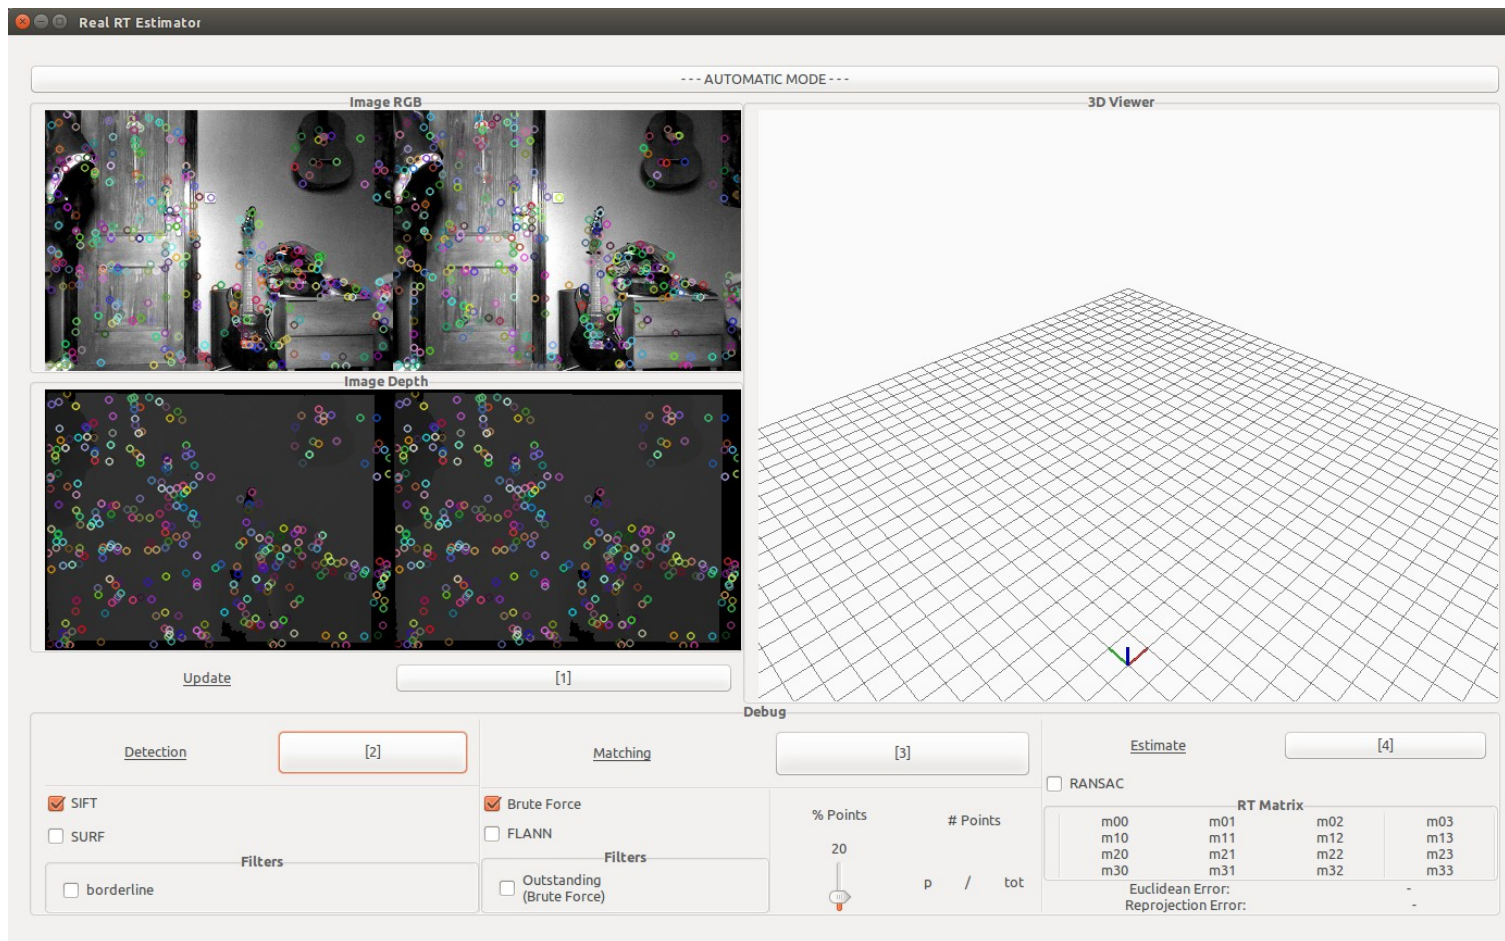 Real RT Estimator
- - - AUTOMATIC MODE - - -
Image RGB
3D Viewer
Image Depth
Update
[1]
Debug
Detection
[2]
SIFT
SURF
Filters
borderline
Matching
[3]
Brute Force
FLANN
Filters
Outstanding
(Brute Force)
% Points
20
# Points
p / tot
Estimate
[4]
RANSAC
RT Matrix
m00 m01 m02 m03
m10 m11 m12 m13
m20 m21 m22 m23
m30 m31 m32 m33
Euclidean Error: -
Reprojection Error: -